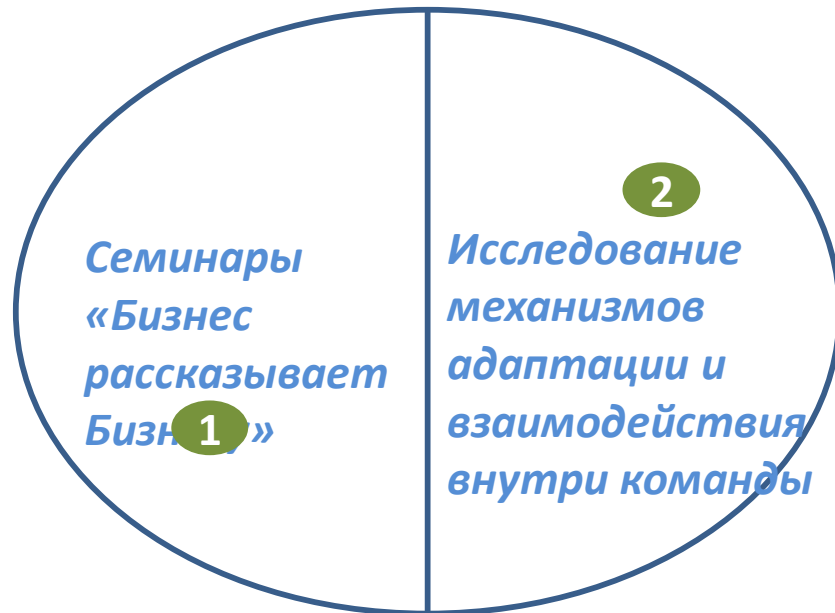 Семинары
«Бизнес
рассказывает
1
2
Исследование
механизмов
адаптации и
взаимодействия
внутри команды